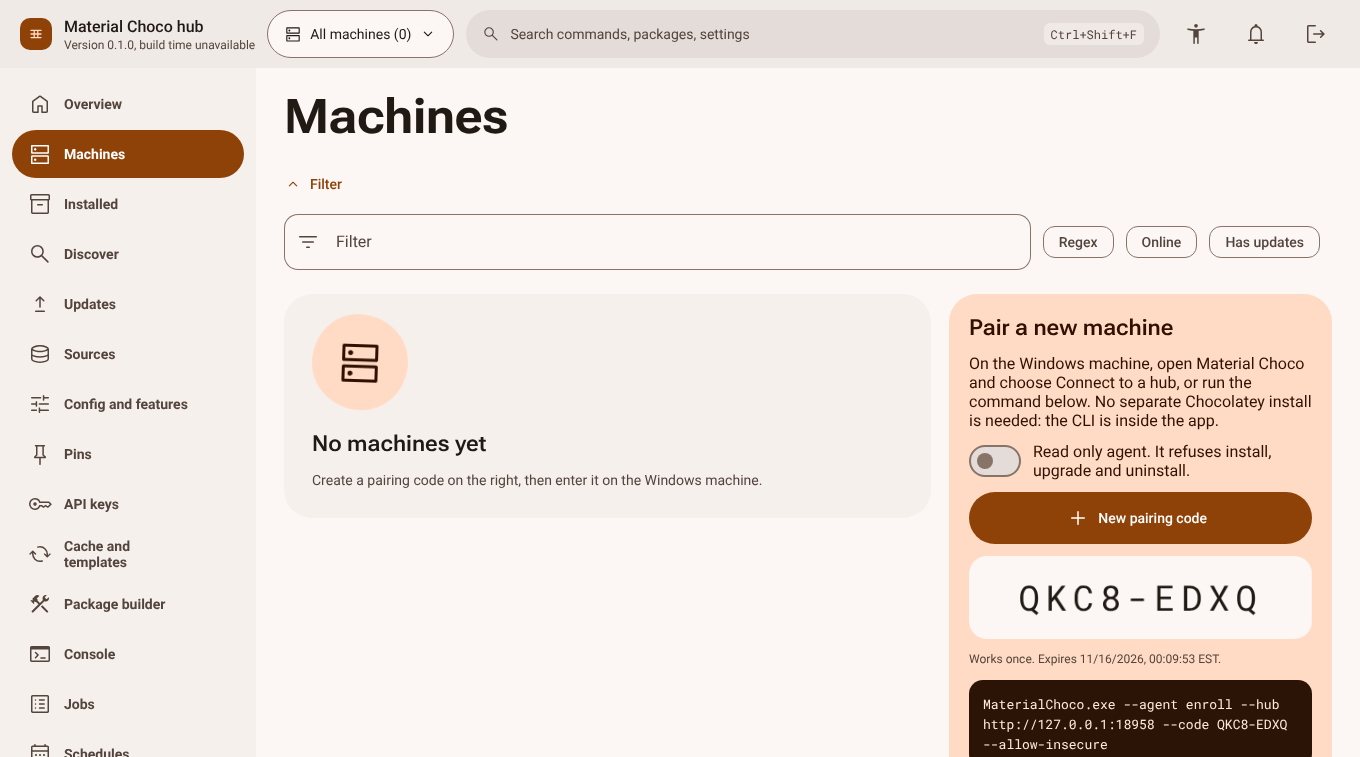 Material Choco hub
Version 0.1.0, build time unavailable
All machines (0)
Search commands, packages, settings
Ctrl+Shift+F
Overview
Machines
Installed
Discover
Updates
Sources
Config and features
Pins
API keys
Cache and
templates
Package builder
Console
Jobs
Schedules
Machines
Filter
Filter
Regex
Online
Has updates
No machines yet
Create a pairing code on the right, then enter it on the Windows machine.
Pair a new machine
On the Windows machine, open Material Choco
and choose Connect to a hub, or run the
command below. No separate Chocolatey install
is needed: the CLI is inside the app.
Read only agent. It refuses install,
upgrade and uninstall.
New pairing code
QKC8-EDXQ
Works once. Expires 11/16/2026, 00:09:53 EST.
MaterialChoco.exe --agent enroll --hub
http://127.0.0.1:18958 --code QKC8-EDXQ
--allow-insecure